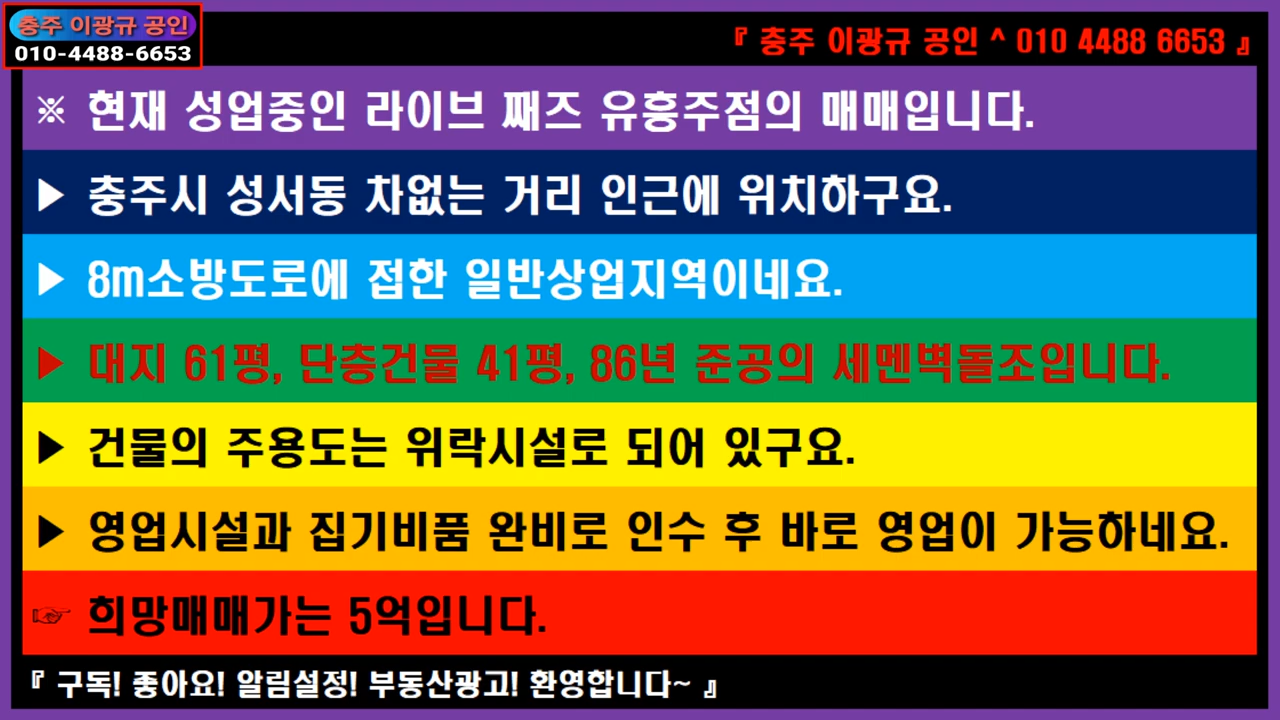 충주 이광규 공인
010-4488-6653
『 충주 이광규 공인 ^ 010 4488 6653 』
※ 현재 성업중인 라이브 째즈 유흥주점의 매매입니다.
▶ 충주시 성서동 차없는 거리 인근에 위치하구요.
▶ 8m소방도로에 접한 일반상업지역이네요.
▶ 대지 61평, 단층건물 41평, 86년 준공의 세멘벽돌조입니다.
▶ 건물의 주용도는 위락시설로 되어 있구요.
▶ 영업시설과 집기비품 완비로 인수 후 바로 영업이 가능하네요.
☞ 희망매매가는 5억입니다.
『 구독! 좋아요! 알림설정! 부동산광고! 환영합니다~ 』